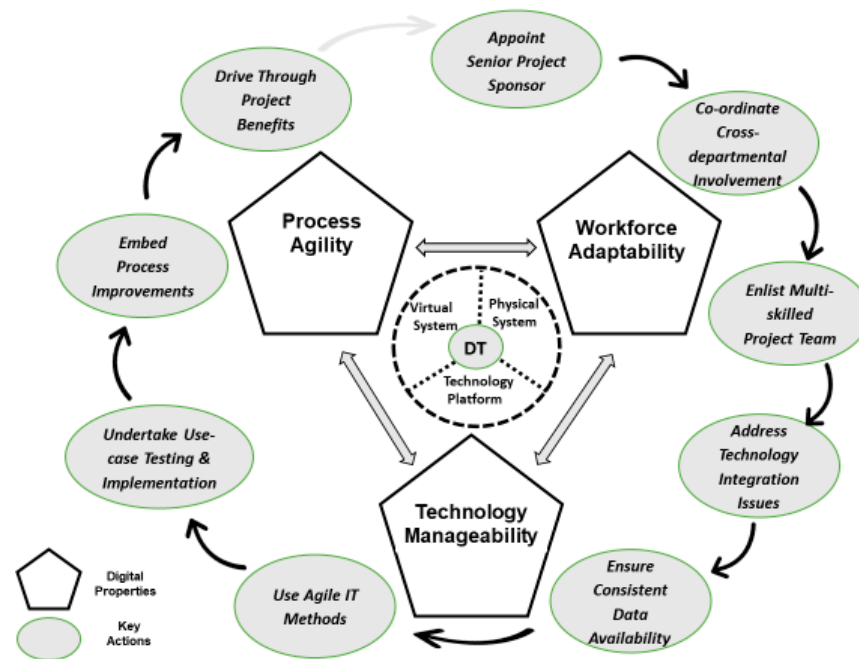 Appoint
Senior Project
Sponsor
Drive Through
Project
Benefits
Co-ordinate
Cross-
departmental
Involvement
Process
Agility
Workforce
Adaptability
Embed
Process
Improvements
Enlist Multi-
skilled
Project Team
Virtual
System
Physical
System
DT
Technology
Platform
Undertake Use-
case Testing &
Implementation
Address
Technology
Integration
Issues
Technology
Manageability
Use Agile IT
Methods
Ensure
Consistent
Data
Availability
Digital
Properties
Key
Actions